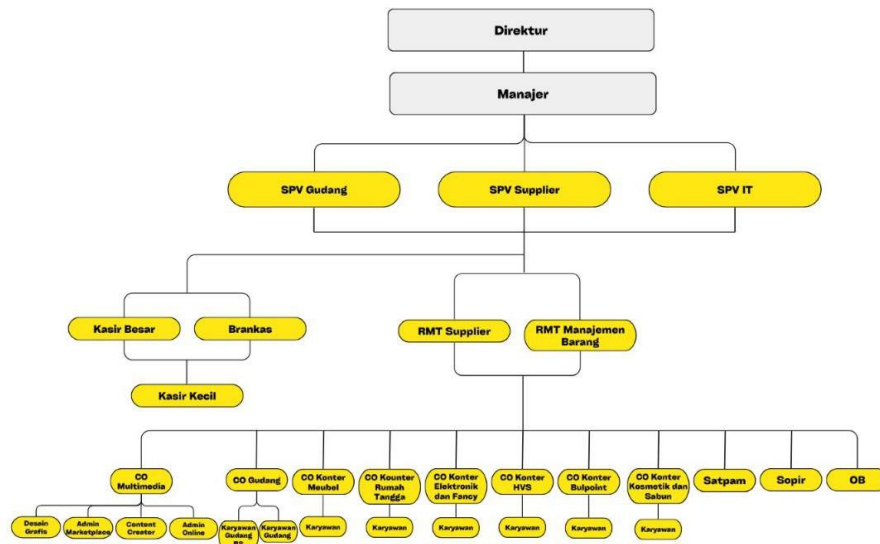 Direktur
Manajer
SPV Gudang
SPV Supplier
SPV IT
Kasir Besar
Brankas
RMT Supplier
RMT Manajemen
Barang
Kasir Kecil
CO
Multimedia
CO Gudang
CO Konter
Meubel
CO Kounter
Rumah
Tangga
CO Konter
Elektronik
dan Fancy
CO Konter
HVS
CO Konter
Bulpoint
CO Konter
Kosmetik dan
Sabun
Satpam
Sopir
OB
Desain
Grafis
Admin
Marketplace
Content
Creator
Admin
Online
Karyawan
Gudang
Karyawan
Gudang
Karyawan
Karyawan
Karyawan
Karyawan
Karyawan
Karyawan